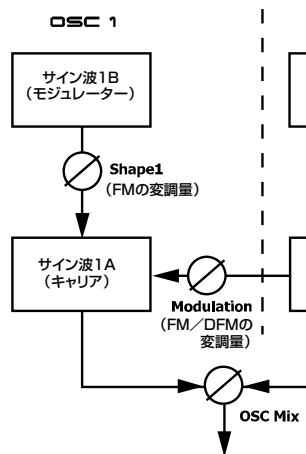 OSC 1
サイン波1B
（モジュレーター）
Shape1
（FMの変調量）
サイン波1A
（キャリア）
Modulation
（FM／DFMの
変調量）
OSC Mix